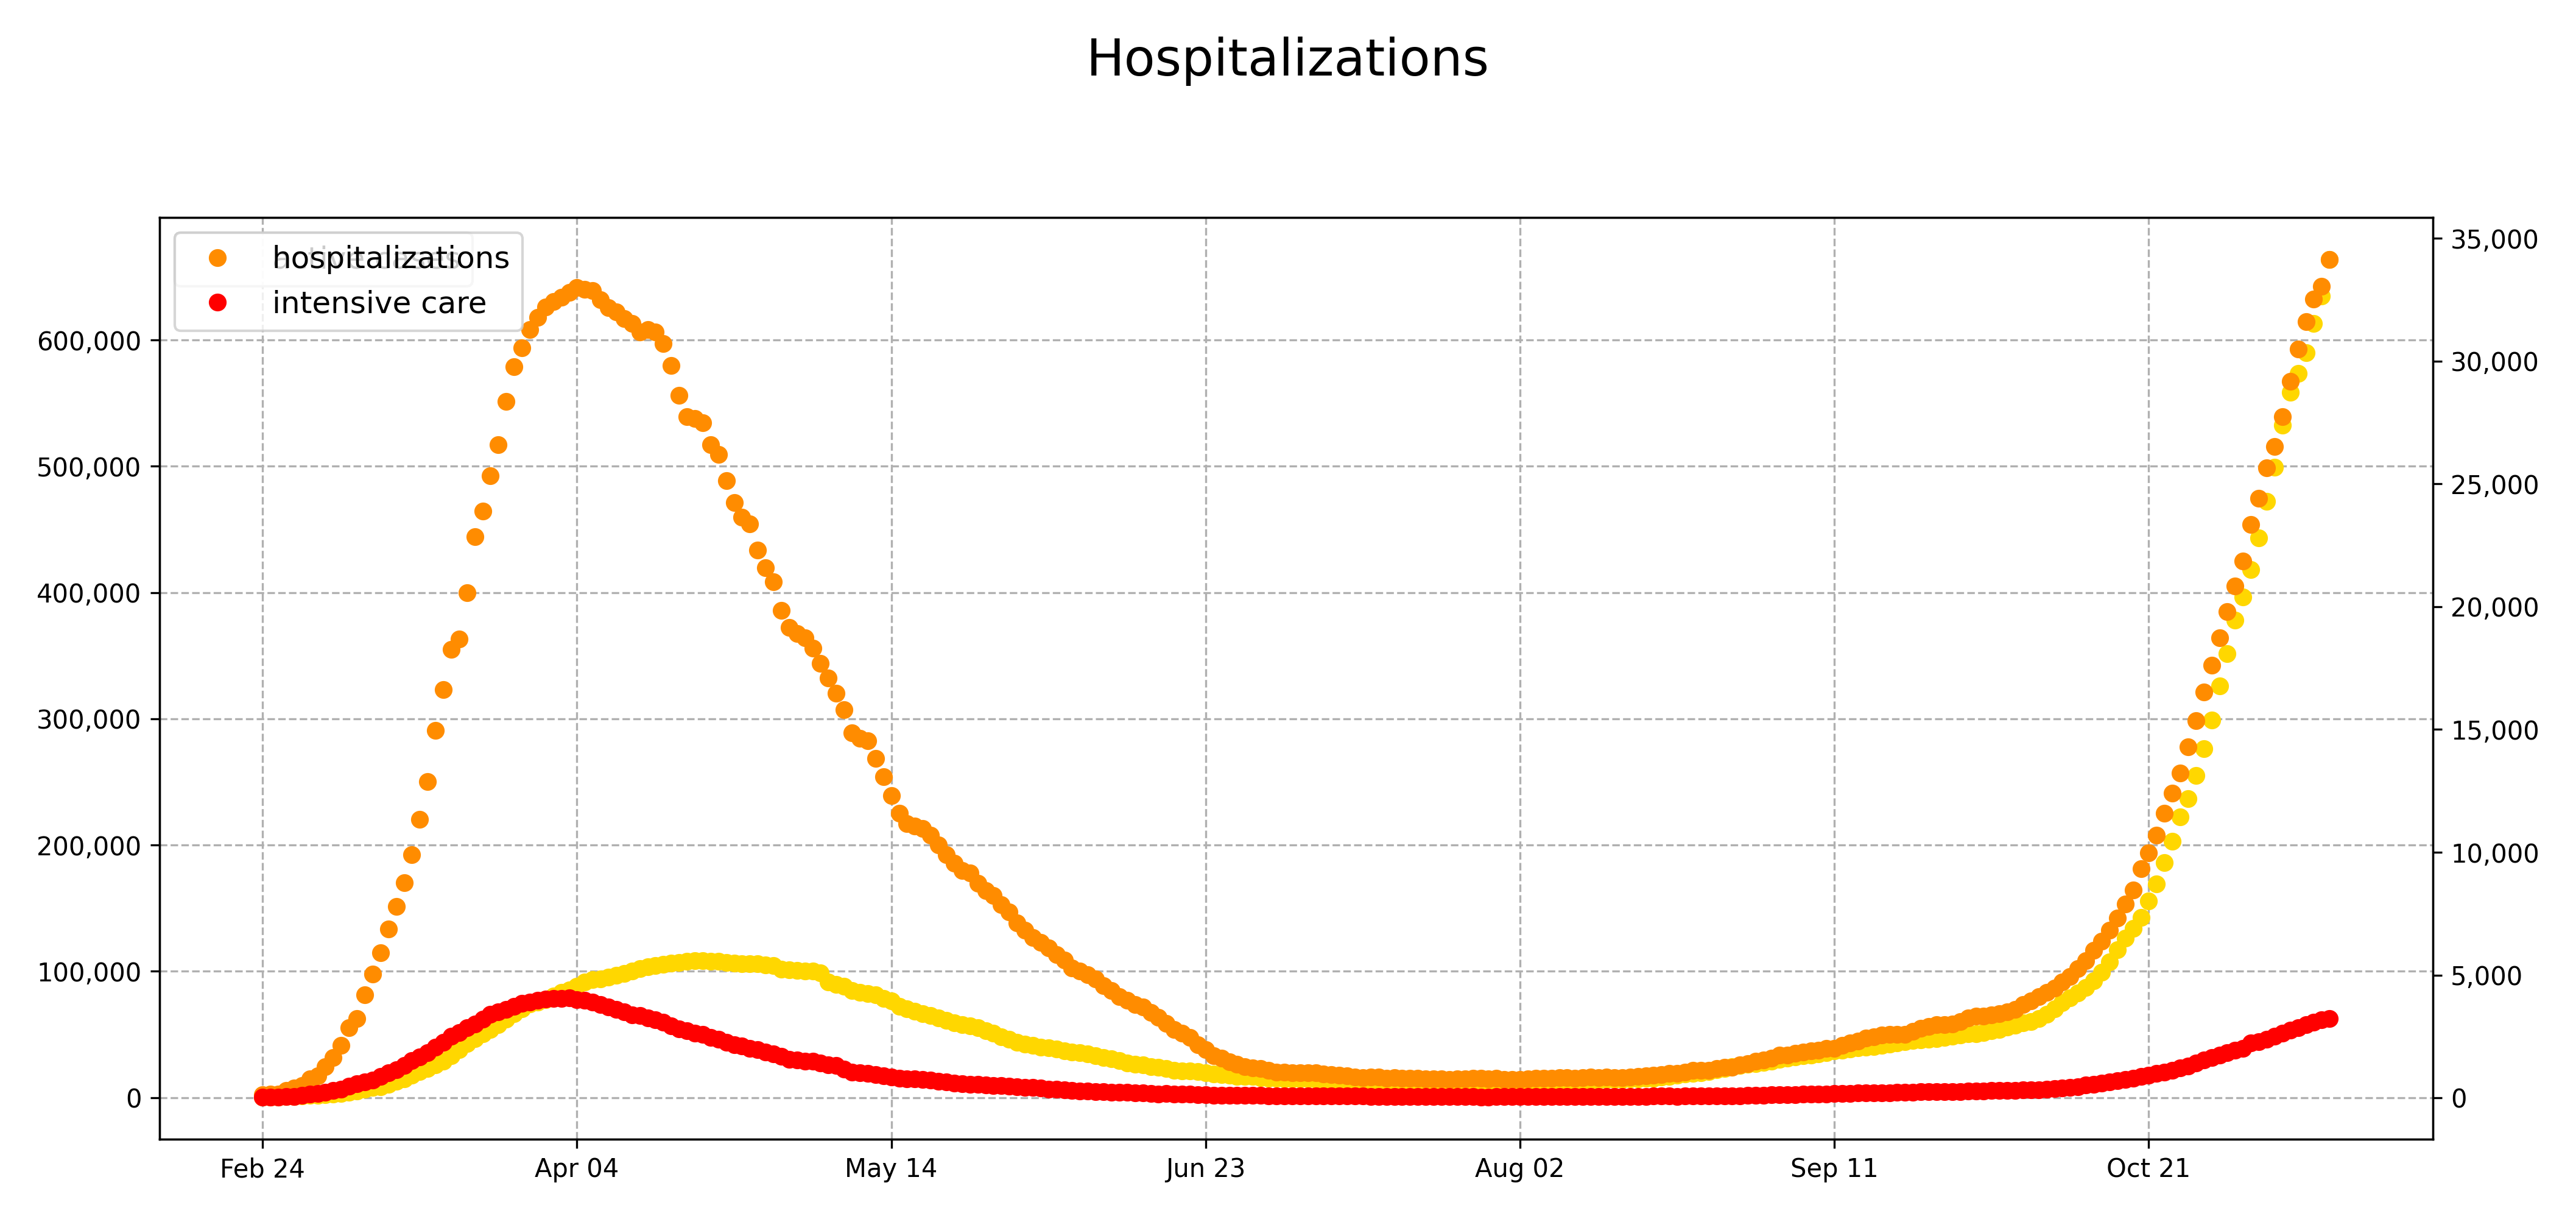 Hospitalizations
hospitalizations
intensive care
600,000
500,000
400,000
300,000
200,000
100,000
0
35,000
30,000
25,000
20,000
15,000
10,000
5,000
0
Feb 24
Apr 04
May 14
Jun 23
Aug 02
Sep 11
Oct 21